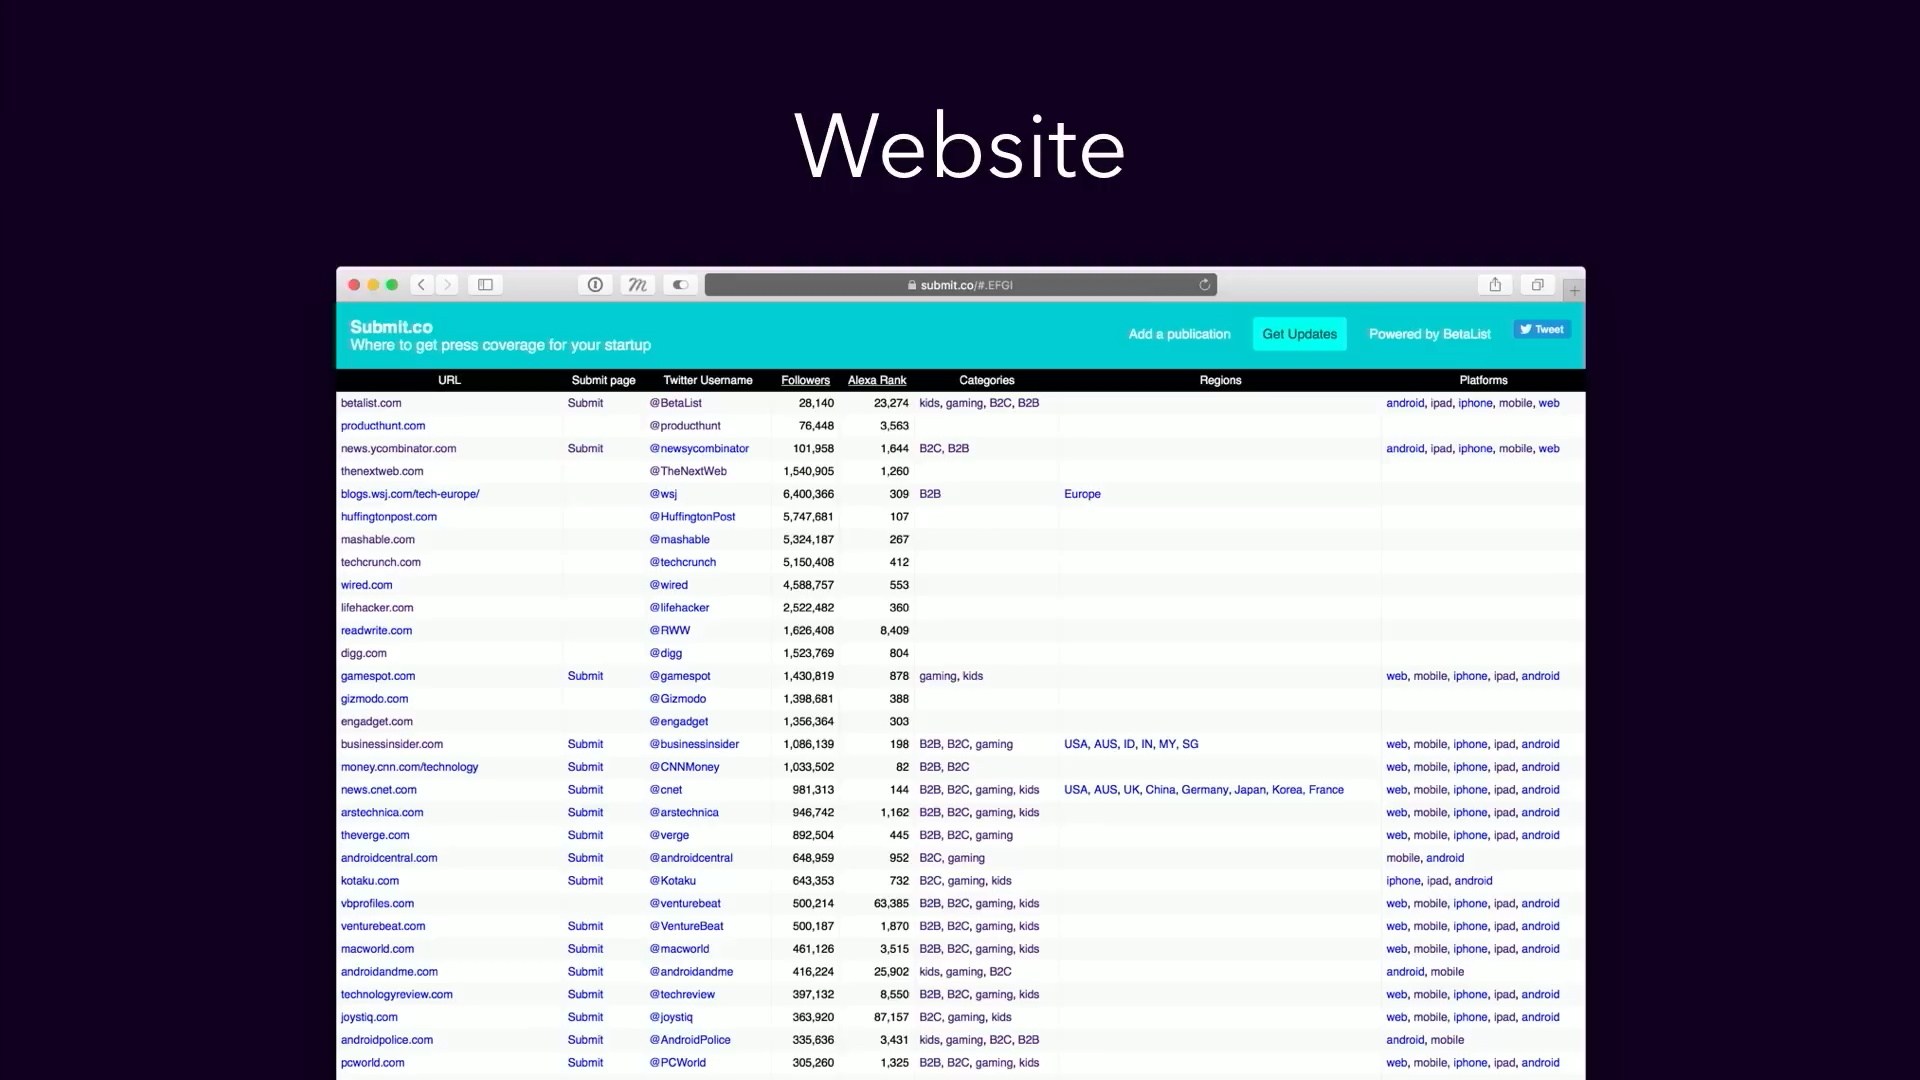 Website
submit.co/#.EFGI
Submit.co
Where to get press coverage for your startup
Add a publication Get Updates Powered by BetaList Tweet
URL Submit page Twitter Username Followers Alexa Rank Categories Regions Platforms
betalist.com Submit @BetaList 28,140 23,274 kids, gaming, B2C, B2B android, ipad, iphone, mobile, web
producthunt.com @producthunt 76,448 3,563
news.ycombinator.com Submit @newsycombinator 101,958 1,644 B2C, B2B android, ipad, iphone, mobile, web
thenextweb.com @TheNextWeb 1,540,905 1,260
blogs.wsj.com/tech-europe/ @wsj 6,400,366 309 B2B Europe
huffingtonpost.com @HuffingtonPost 5,747,681 107
mashable.com @mashable 5,324,187 267
techcrunch.com @techcrunch 5,150,408 412
wired.com @wired 4,588,757 553
lifehacker.com @lifehacker 2,522,482 360
readwrite.com @RWW 1,626,408 8,409
digg.com @digg 1,523,769 804
gamespot.com Submit @gamespot 1,430,819 878 gaming, kids web, mobile, iphone, ipad, android
gizmodo.com @Gizmodo 1,398,681 388
engadget.com @engadget 1,356,364 303
businessinsider.com Submit @businessinsider 1,086,139 198 B2B, B2C, gaming USA, AUS, ID, IN, MY, SG web, mobile, iphone, ipad, android
money.cnn.com/technology Submit @CNNMoney 1,033,502 82 B2B, B2C web, mobile, iphone, ipad, android
news.cnet.com Submit @cnet 981,313 144 B2B, B2C, gaming, kids USA, AUS, UK, China, Germany, Japan, Korea, France web, mobile, iphone, ipad, android
arstechnica.com Submit @arstechnica 946,742 1,162 B2B, B2C, gaming, kids web, mobile, iphone, ipad, android
theverge.com Submit @verge 892,504 445 B2B, B2C, gaming web, mobile, iphone, ipad, android
androidcentral.com Submit @androidcentral 648,959 952 B2C, gaming mobile, android
kotaku.com Submit @Kotaku 643,353 732 B2C, gaming, kids iphone, ipad, android
vbprofiles.com @venturebeat 500,214 63,385 B2B, B2C, gaming, kids web, mobile, iphone, ipad, android
venturebeat.com Submit @VentureBeat 500,187 1,870 B2B, B2C, gaming, kids web, mobile, iphone, ipad, android
macworld.com Submit @macworld 461,126 3,515 B2B, B2C, gaming, kids web, mobile, iphone, ipad, android
androidandme.com Submit @androidandme 416,224 25,902 kids, gaming, B2C android, mobile
technologyreview.com Submit @techreview 397,132 8,550 B2B, B2C, gaming, kids web, mobile, iphone, ipad, android
joystiq.com Submit @joystiq 363,920 87,157 B2C, gaming, kids web, mobile, iphone, ipad, android
androidpolice.com Submit @AndroidPolice 335,636 3,431 kids, gaming, B2C, B2B android, mobile
pcworld.com Submit @PCWorld 305,260 1,325 B2B, B2C, gaming, kids web, mobile, iphone, ipad, android